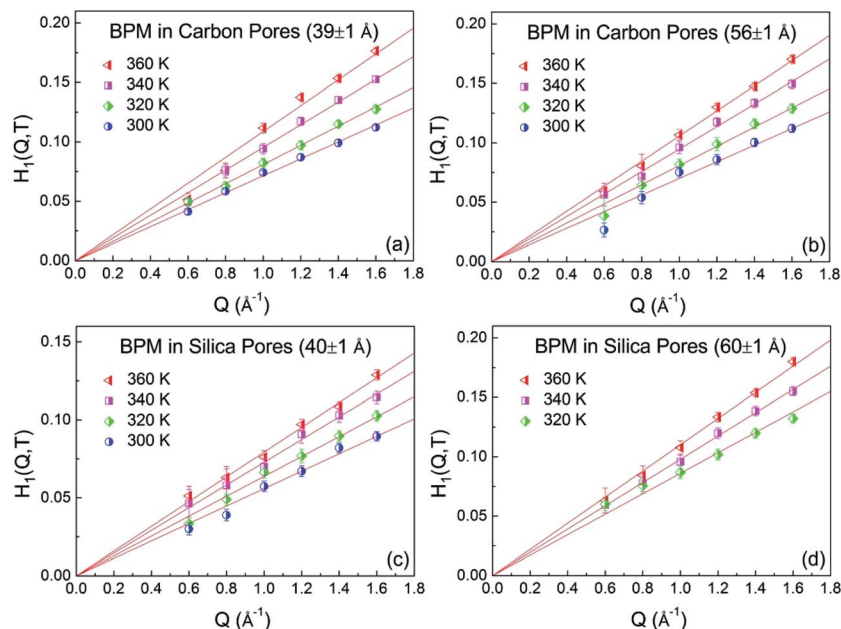 BPM in Carbon Pores (39±1 Å)
360 K
340 K
320 K
300 K
H₁(Q,T)
0.20
0.15
0.10
0.05
0.00
0.0 0.2 0.4 0.6 0.8 1.0 1.2 1.4 1.6 1.8
Q (Å⁻¹)
(a)
BPM in Carbon Pores (56±1 Å)
360 K
340 K
320 K
300 K
H₁(Q,T)
0.20
0.15
0.10
0.05
0.00
0.0 0.2 0.4 0.6 0.8 1.0 1.2 1.4 1.6 1.8
Q (Å⁻¹)
(b)
BPM in Silica Pores (40±1 Å)
360 K
340 K
320 K
300 K
H₁(Q,T)
0.15
0.10
0.05
0.00
0.0 0.2 0.4 0.6 0.8 1.0 1.2 1.4 1.6 1.8
Q (Å⁻¹)
(c)
BPM in Silica Pores (60±1 Å)
360 K
340 K
320 K
H₁(Q,T)
0.20
0.15
0.10
0.05
0.00
0.0 0.2 0.4 0.6 0.8 1.0 1.2 1.4 1.6 1.8
Q (Å⁻¹)
(d)